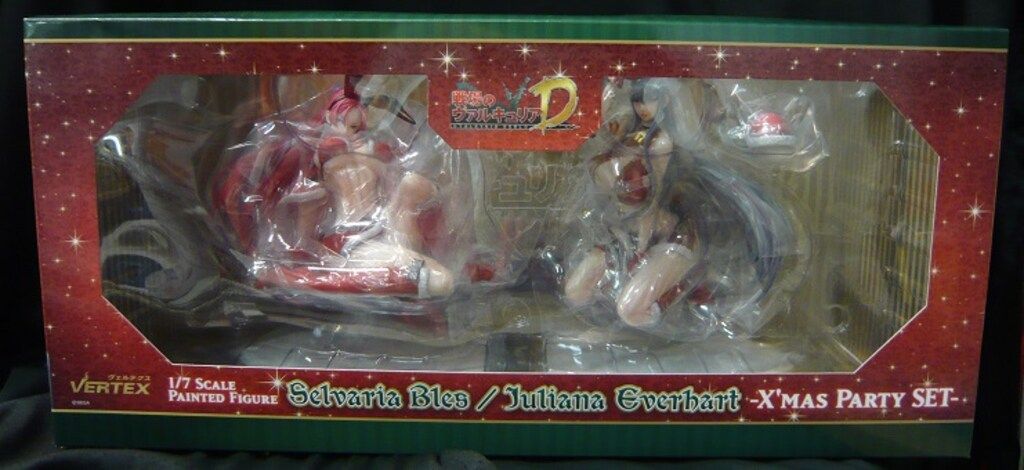 戦場の
ヴァルキュリア
D
ヴェルテクス
VERTEX
©SEGA
1/7 SCALE
PAINTED FIGURE
Selvaria Bles / Juliana Everhart -X'MAS PARTY SET-